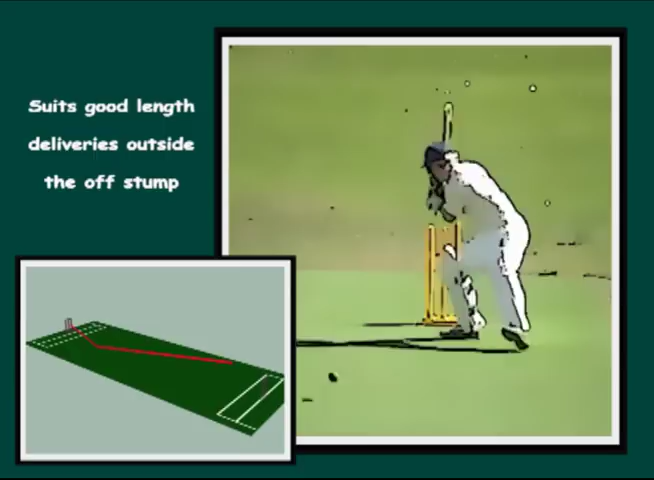 Suits good length
deliveries outside
the off stump